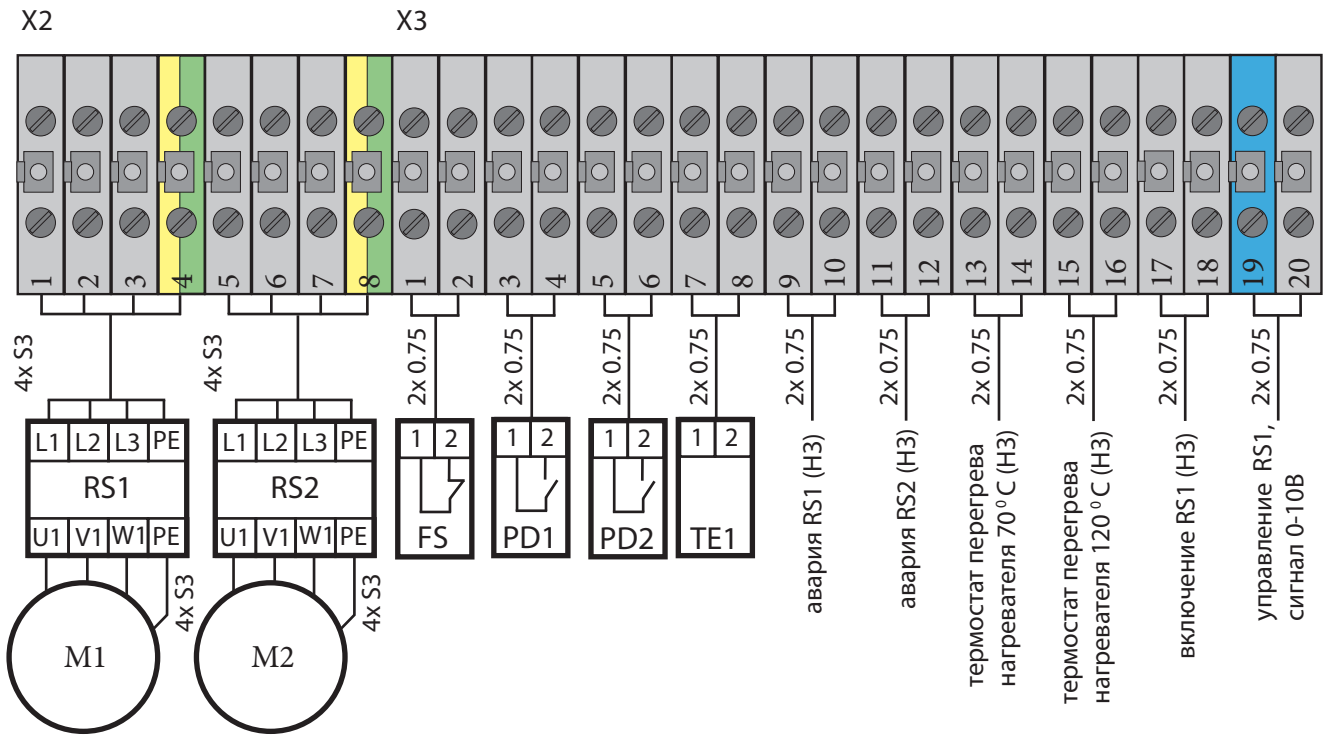 X2 X3
1 2 3 4 5 6 7 8 1 2 3 4 5 6 7 8 9 10 11 12 13 14 15 16 17 18 19 20
4x S3
4x S3
2x 0.75
2x 0.75
2x 0.75
2x 0.75
2x 0.75
2x 0.75
2x 0.75
2x 0.75
2x 0.75
2x 0.75
L1 L2 L3 PE
RS1
U1 V1 W1 PE
4x S3
M1
L1 L2 L3 PE
RS2
U1 V1 W1 PE
4x S3
M2
1 2
FS
1 2
PD1
1 2
PD2
1 2
TE1
авария RS1 (НЗ)
авария RS2 (НЗ)
термостат перегрева
нагревателя 70 ⁰ С (НЗ)
термостат перегрева
нагревателя 120 ⁰ С (НЗ)
включение RS1 (НЗ)
управление RS1,
сигнал 0-10В